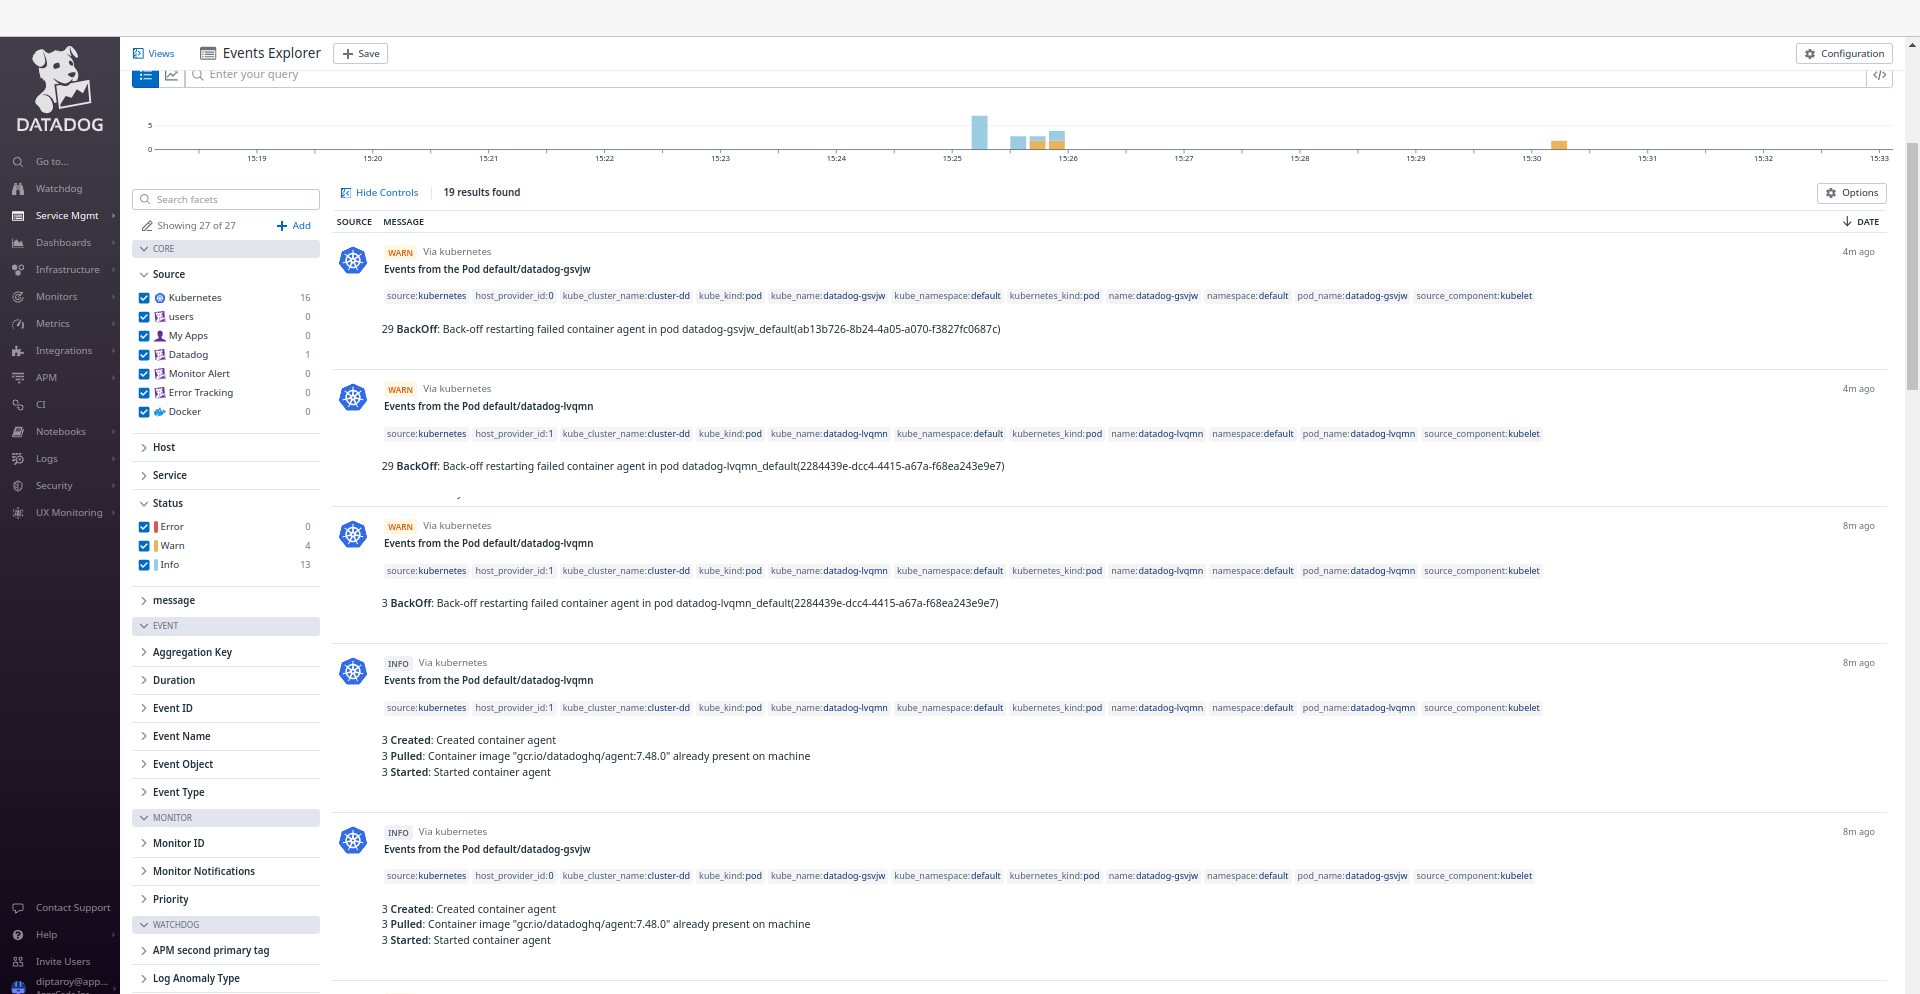 Views
Events Explorer
Save
Configuration
Enter your query
DATADOG
5
0
15:19 15:20 15:21 15:22 15:23 15:24 15:25 15:26 15:27 15:28 15:29 15:30 15:31 15:32 15:33
Go to...
Watchdog
Service Mgmt
Dashboards
Infrastructure
Monitors
Metrics
Integrations
APM
CI
Notebooks
Logs
Security
UX Monitoring
Contact Support
Help
Invite Users
diptaroy@app...
Search facets
Showing 27 of 27
Add
CORE
Source
Kubernetes 16
users 0
My Apps 0
Datadog 1
Monitor Alert 0
Error Tracking 0
Docker 0
Host
Service
Status
Error 0
Warn 4
Info 13
message
EVENT
Aggregation Key
Duration
Event ID
Event Name
Event Object
Event Type
MONITOR
Monitor ID
Monitor Notifications
Priority
WATCHDOG
APM second primary tag
Log Anomaly Type
Hide Controls
19 results found
Options
SOURCE MESSAGE DATE
WARN Via kubernetes 4m ago
Events from the Pod default/datadog-gsvjw
source:kubernetes host_provider_id:0 kube_cluster_name:cluster-dd kube_kind:pod kube_name:datadog-gsvjw kube_namespace:default kubernetes_kind:pod name:datadog-gsvjw namespace:default pod_name:datadog-gsvjw source_component:kubelet
29 BackOff: Back-off restarting failed container agent in pod datadog-gsvjw_default(ab13b726-8b24-4a05-a070-f3827fc0687c)
WARN Via kubernetes 4m ago
Events from the Pod default/datadog-lvqmn
source:kubernetes host_provider_id:1 kube_cluster_name:cluster-dd kube_kind:pod kube_name:datadog-lvqmn kube_namespace:default kubernetes_kind:pod name:datadog-lvqmn namespace:default pod_name:datadog-lvqmn source_component:kubelet
29 BackOff: Back-off restarting failed container agent in pod datadog-lvqmn_default(2284439e-dcc4-4415-a67a-f68ea243e9e7)
WARN Via kubernetes 8m ago
Events from the Pod default/datadog-lvqmn
source:kubernetes host_provider_id:1 kube_cluster_name:cluster-dd kube_kind:pod kube_name:datadog-lvqmn kube_namespace:default kubernetes_kind:pod name:datadog-lvqmn namespace:default pod_name:datadog-lvqmn source_component:kubelet
3 BackOff: Back-off restarting failed container agent in pod datadog-lvqmn_default(2284439e-dcc4-4415-a67a-f68ea243e9e7)
INFO Via kubernetes 8m ago
Events from the Pod default/datadog-lvqmn
source:kubernetes host_provider_id:1 kube_cluster_name:cluster-dd kube_kind:pod kube_name:datadog-lvqmn kube_namespace:default kubernetes_kind:pod name:datadog-lvqmn namespace:default pod_name:datadog-lvqmn source_component:kubelet
3 Created: Created container agent
3 Pulled: Container image "gcr.io/datadoghq/agent:7.48.0" already present on machine
3 Started: Started container agent
INFO Via kubernetes 8m ago
Events from the Pod default/datadog-gsvjw
source:kubernetes host_provider_id:0 kube_cluster_name:cluster-dd kube_kind:pod kube_name:datadog-gsvjw kube_namespace:default kubernetes_kind:pod name:datadog-gsvjw namespace:default pod_name:datadog-gsvjw source_component:kubelet
3 Created: Created container agent
3 Pulled: Container image "gcr.io/datadoghq/agent:7.48.0" already present on machine
3 Started: Started container agent